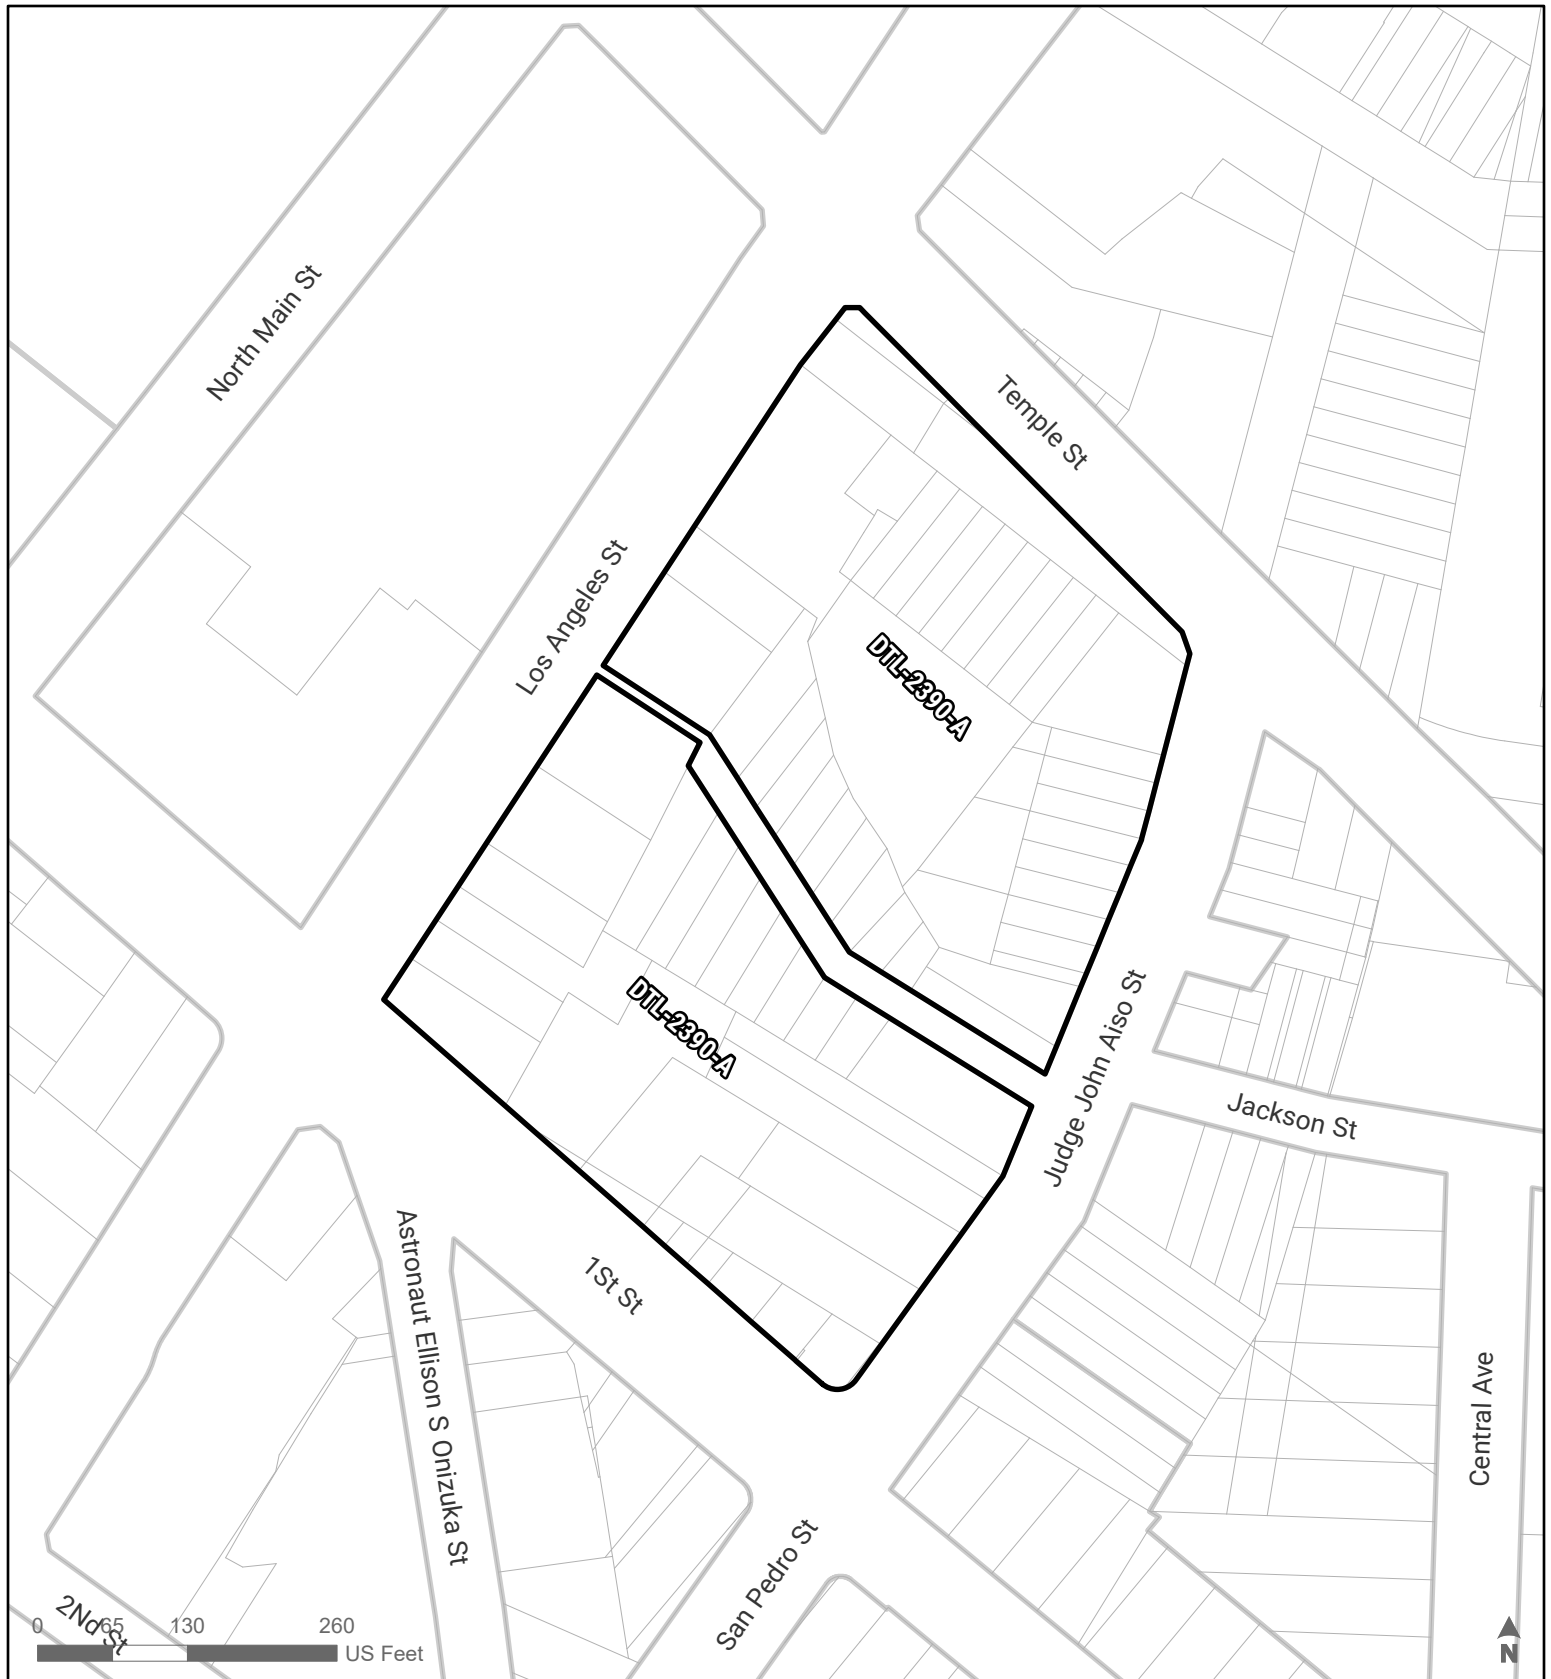 North Main St
Temple St
Los Angeles St
DTL-2390-A
DTL-2390-A
Judge John Aiso St
Jackson St
Astronaut Ellison S Onizuka St
1St St
Central Ave
San Pedro St
2Nd St
0 65 130 260
US Feet
N